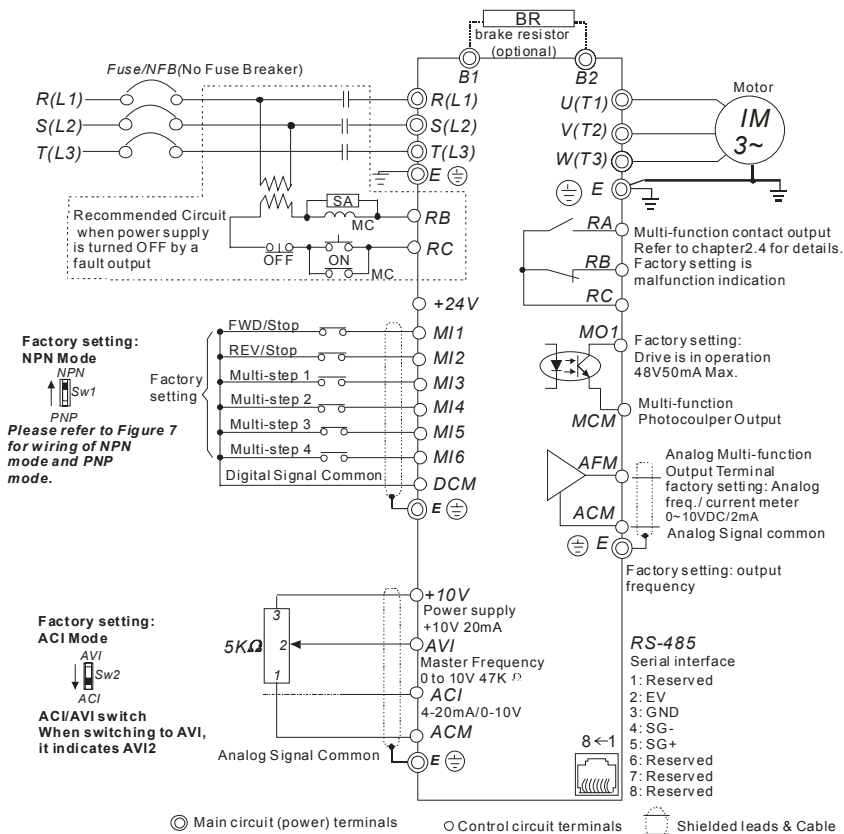 BR
brake resistor
(optional)
B1
B2
Fuse/NFB(No Fuse Breaker)
R(L1)
S(L2)
T(L3)
R(L1)
S(L2)
T(L3)
E
Recommended Circuit
when power supply
is turned OFF by a
fault output
SA
MC
OFF
ON
MC
RB
RC
U(T1)
V(T2)
W(T3)
E
Motor
IM
3~
RA
RB
RC
Multi-function contact output
Refer to chapter2.4 for details.
Factory setting is
malfunction indication
+24V
Factory setting:
NPN Mode
NPN
Sw1
PNP
Please refer to Figure 7
for wiring of NPN
mode and PNP
mode.
Factory
setting
FWD/Stop
REV/Stop
Multi-step 1
Multi-step 2
Multi-step 3
Multi-step 4
Digital Signal Common
MI1
MI2
MI3
MI4
MI5
MI6
DCM
E
MO1
Factory setting:
Drive is in operation
48V50mA Max.
MCM
Multi-function
Photocoulper Output
AFM
ACM
E
Analog Multi-function
Output Terminal
factory setting: Analog
freq./ current meter
0~10VDC/2mA
Analog Signal common
Factory setting: output
frequency
Factory setting:
ACI Mode
AVI
Sw2
ACI
ACI/AVI switch
When switching to AVI,
it indicates AVI2
5KΩ
3
2
1
+10V
Power supply
+10V 20mA
AVI
Master Frequency
0 to 10V 47K Ω
ACI
4-20mA/0-10V
ACM
Analog Signal Common
E
RS-485
Serial interface
1: Reserved
2: EV
3: GND
4: SG-
5: SG+
6: Reserved
7: Reserved
8: Reserved
8←1
Main circuit (power) terminals
Control circuit terminals
Shielded leads & Cable